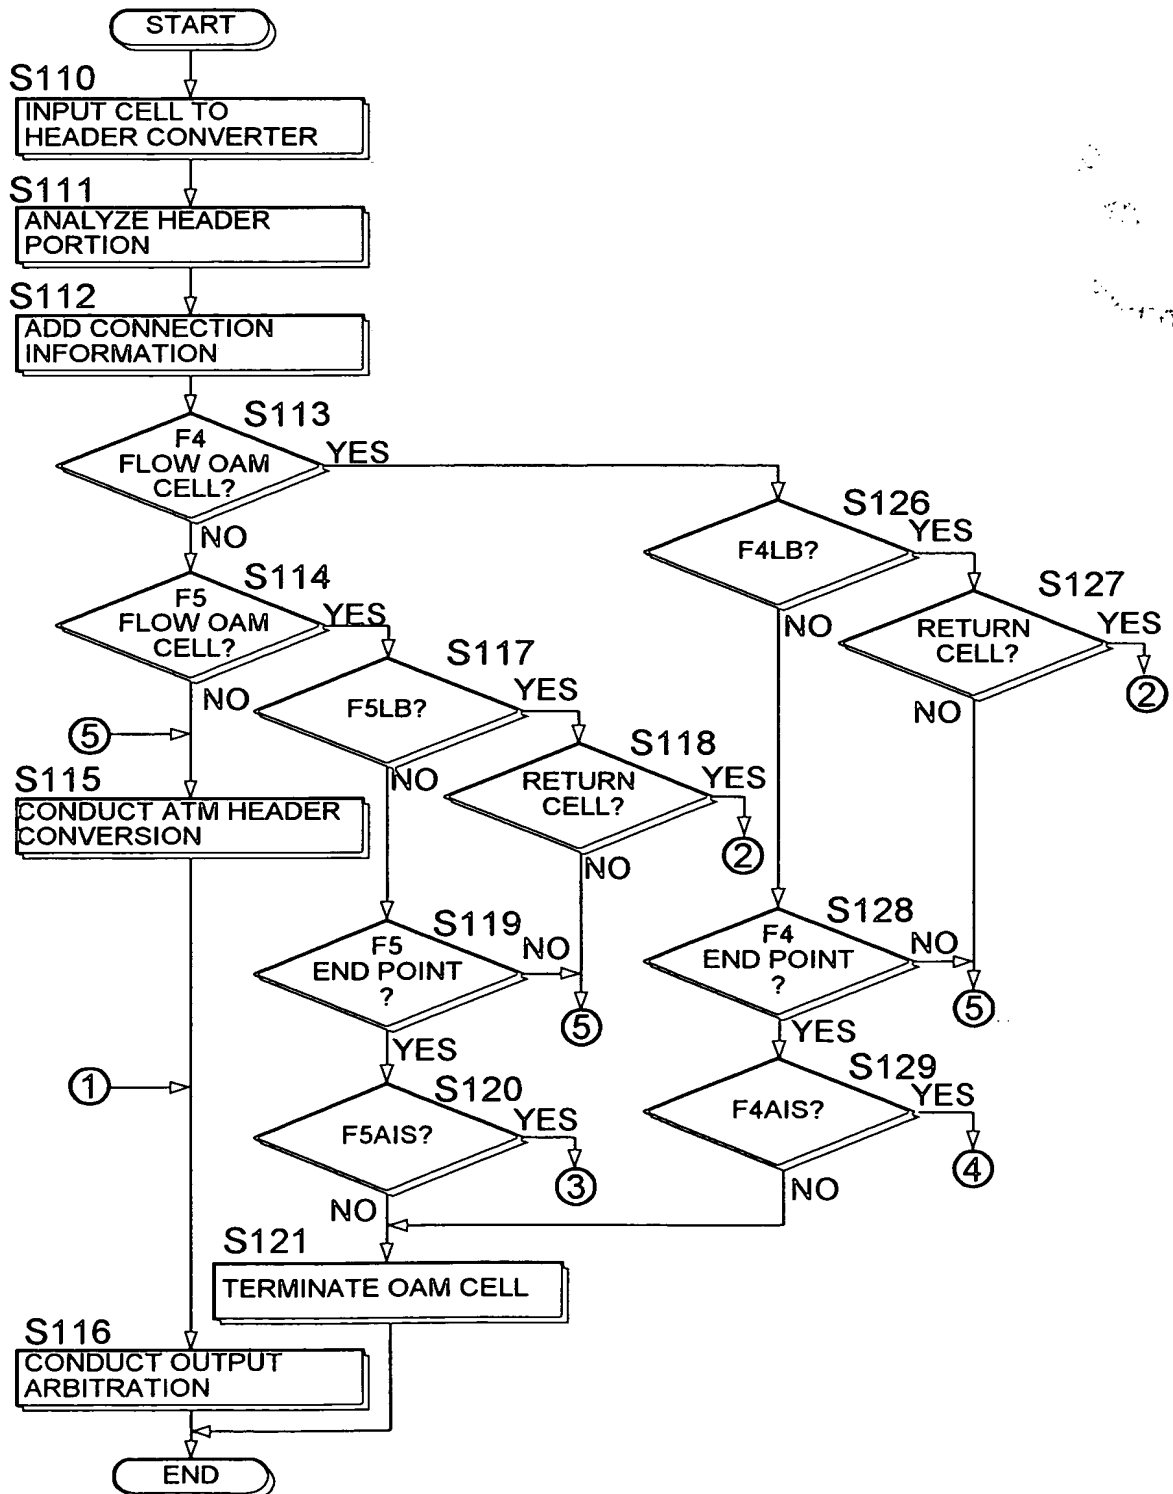 START
S110
INPUT CELL TO
HEADER CONVERTER
S111
ANALYZE HEADER
PORTION
S112
ADD CONNECTION
INFORMATION
S113
F4
FLOW OAM
CELL?
YES
NO
S114
F5
FLOW OAM
CELL?
YES
NO
5
S115
CONDUCT ATM HEADER
CONVERSION
1
S116
CONDUCT OUTPUT
ARBITRATION
END
S117
F5LB?
YES
NO
S118
RETURN
CELL?
YES
2
NO
S119
F5
END POINT
?
NO
5
YES
S120
F5AIS?
YES
3
NO
S121
TERMINATE OAM CELL
S126
F4LB?
YES
NO
S127
RETURN
CELL?
YES
2
NO
S128
F4
END POINT
?
NO
5
YES
S129
F4AIS?
YES
4
NO